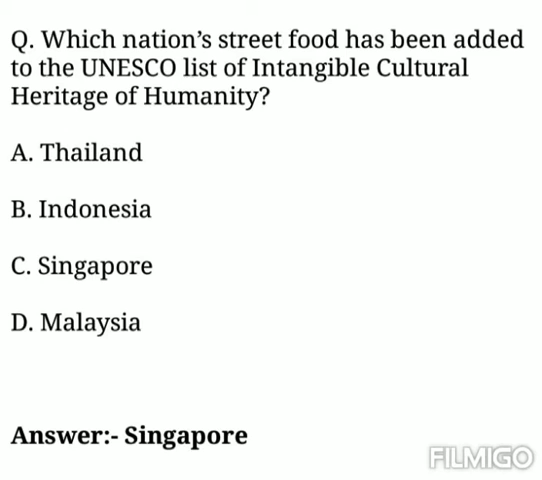 Q. Which nation’s street food has been added
to the UNESCO list of Intangible Cultural
Heritage of Humanity?
A. Thailand
B. Indonesia
C. Singapore
D. Malaysia
Answer:- Singapore
FILMIGO